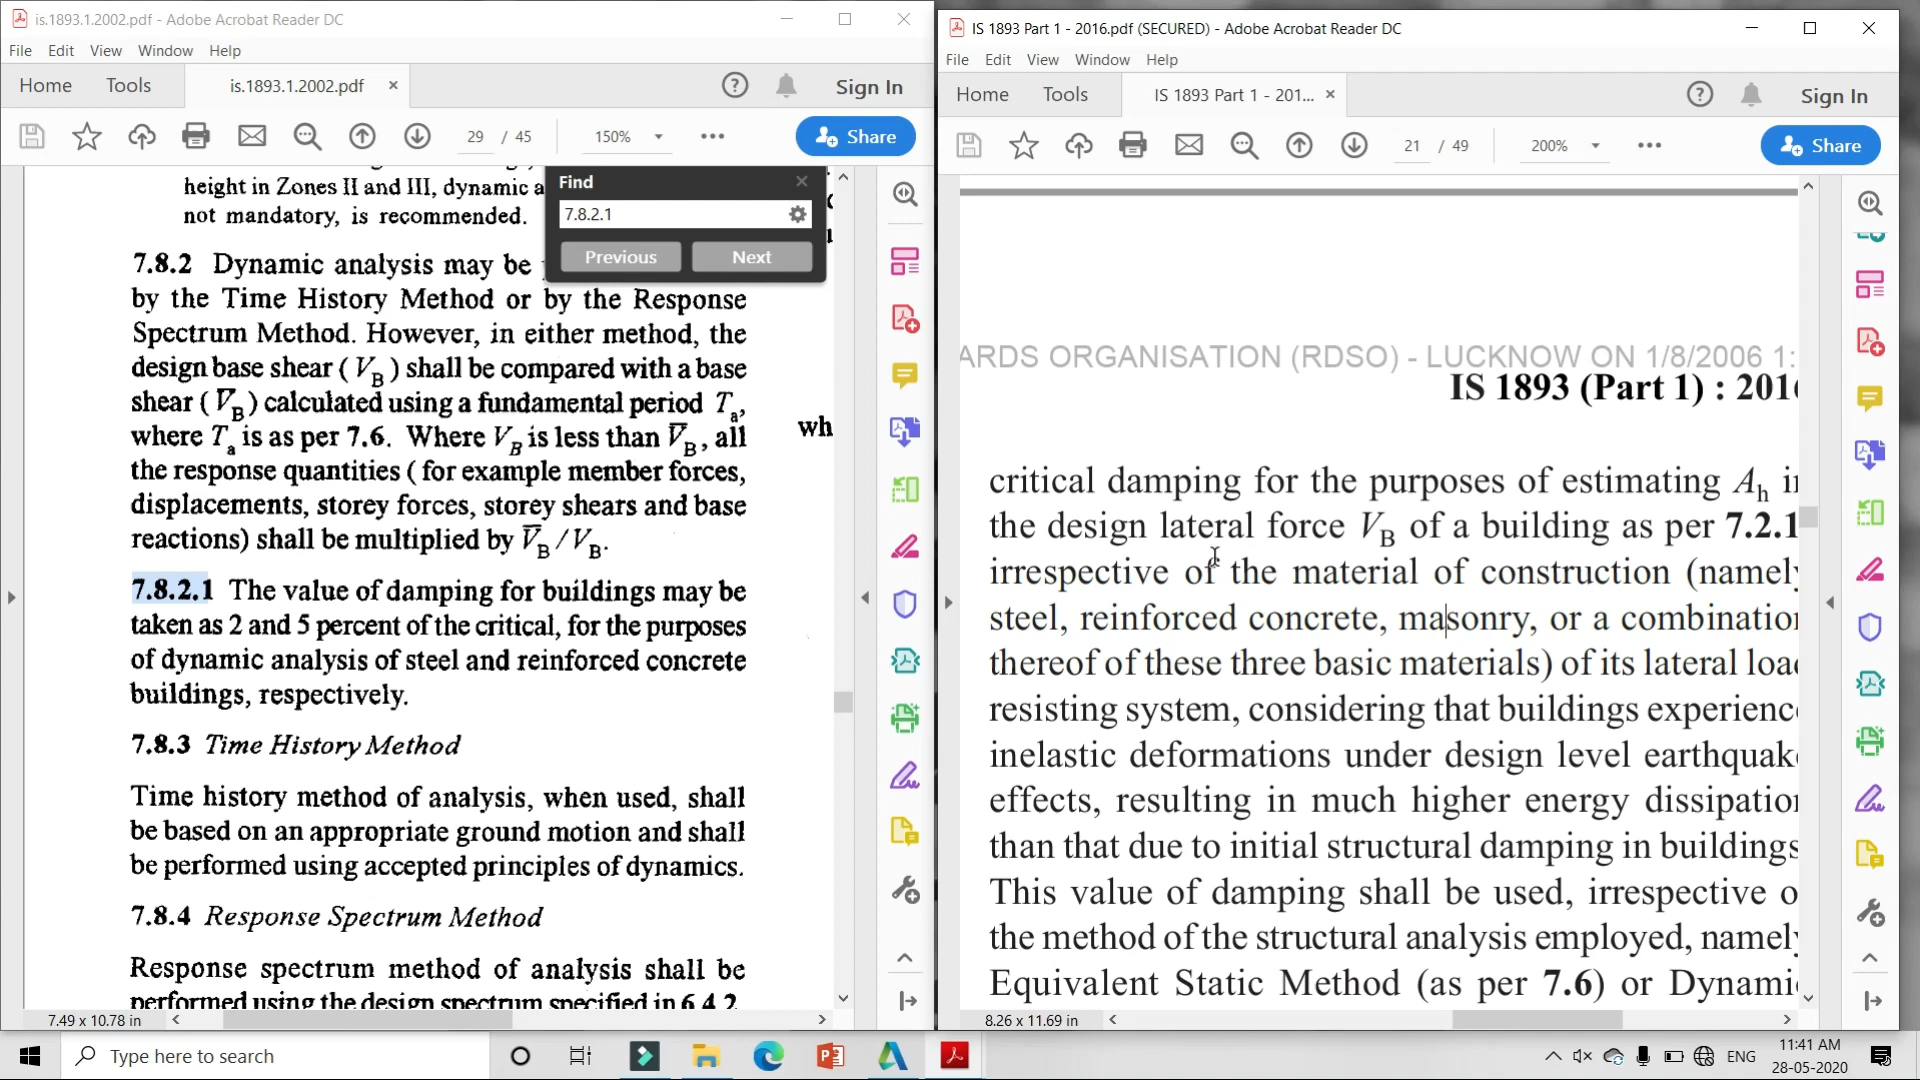 is.1893.1.2002.pdf - Adobe Acrobat Reader DC
File Edit View Window Help
Home Tools is.1893.1.2002.pdf × Sign In
29 / 45 150% Share
height in Zones II and III, dynamic a
not mandatory, is recommended.
Find
7.8.2.1
Previous Next
7.8.2 Dynamic analysis may be
by the Time History Method or by the Response
Spectrum Method. However, in either method, the
design base shear ( VB ) shall be compared with a base
shear ( V̅B ) calculated using a fundamental period Ta,
where Ta is as per 7.6. Where VB is less than V̅B, all
the response quantities ( for example member forces,
displacements, storey forces, storey shears and base
reactions) shall be multiplied by V̅B / VB.
wh
7.8.2.1 The value of damping for buildings may be
taken as 2 and 5 percent of the critical, for the purposes
of dynamic analysis of steel and reinforced concrete
buildings, respectively.
7.8.3 Time History Method
Time history method of analysis, when used, shall
be based on an appropriate ground motion and shall
be performed using accepted principles of dynamics.
7.8.4 Response Spectrum Method
Response spectrum method of analysis shall be
performed using the design spectrum specified in 6.4.2
7.49 x 10.78 in
IS 1893 Part 1 - 2016.pdf (SECURED) - Adobe Acrobat Reader DC
File Edit View Window Help
Home Tools IS 1893 Part 1 - 201... × Sign In
21 / 49 200% Share
ARDS ORGANISATION (RDSO) - LUCKNOW ON 1/8/2006 1:
IS 1893 (Part 1) : 201
critical damping for the purposes of estimating Ah i
the design lateral force VB of a building as per 7.2.1
irrespective of the material of construction (namely
steel, reinforced concrete, masonry, or a combinatio
thereof of these three basic materials) of its lateral loa
resisting system, considering that buildings experienc
inelastic deformations under design level earthquak
effects, resulting in much higher energy dissipatio
than that due to initial structural damping in buildings
This value of damping shall be used, irrespective o
the method of the structural analysis employed, namely
Equivalent Static Method (as per 7.6) or Dynami
8.26 x 11.69 in
Type here to search
ENG
11:41 AM
28-05-2020